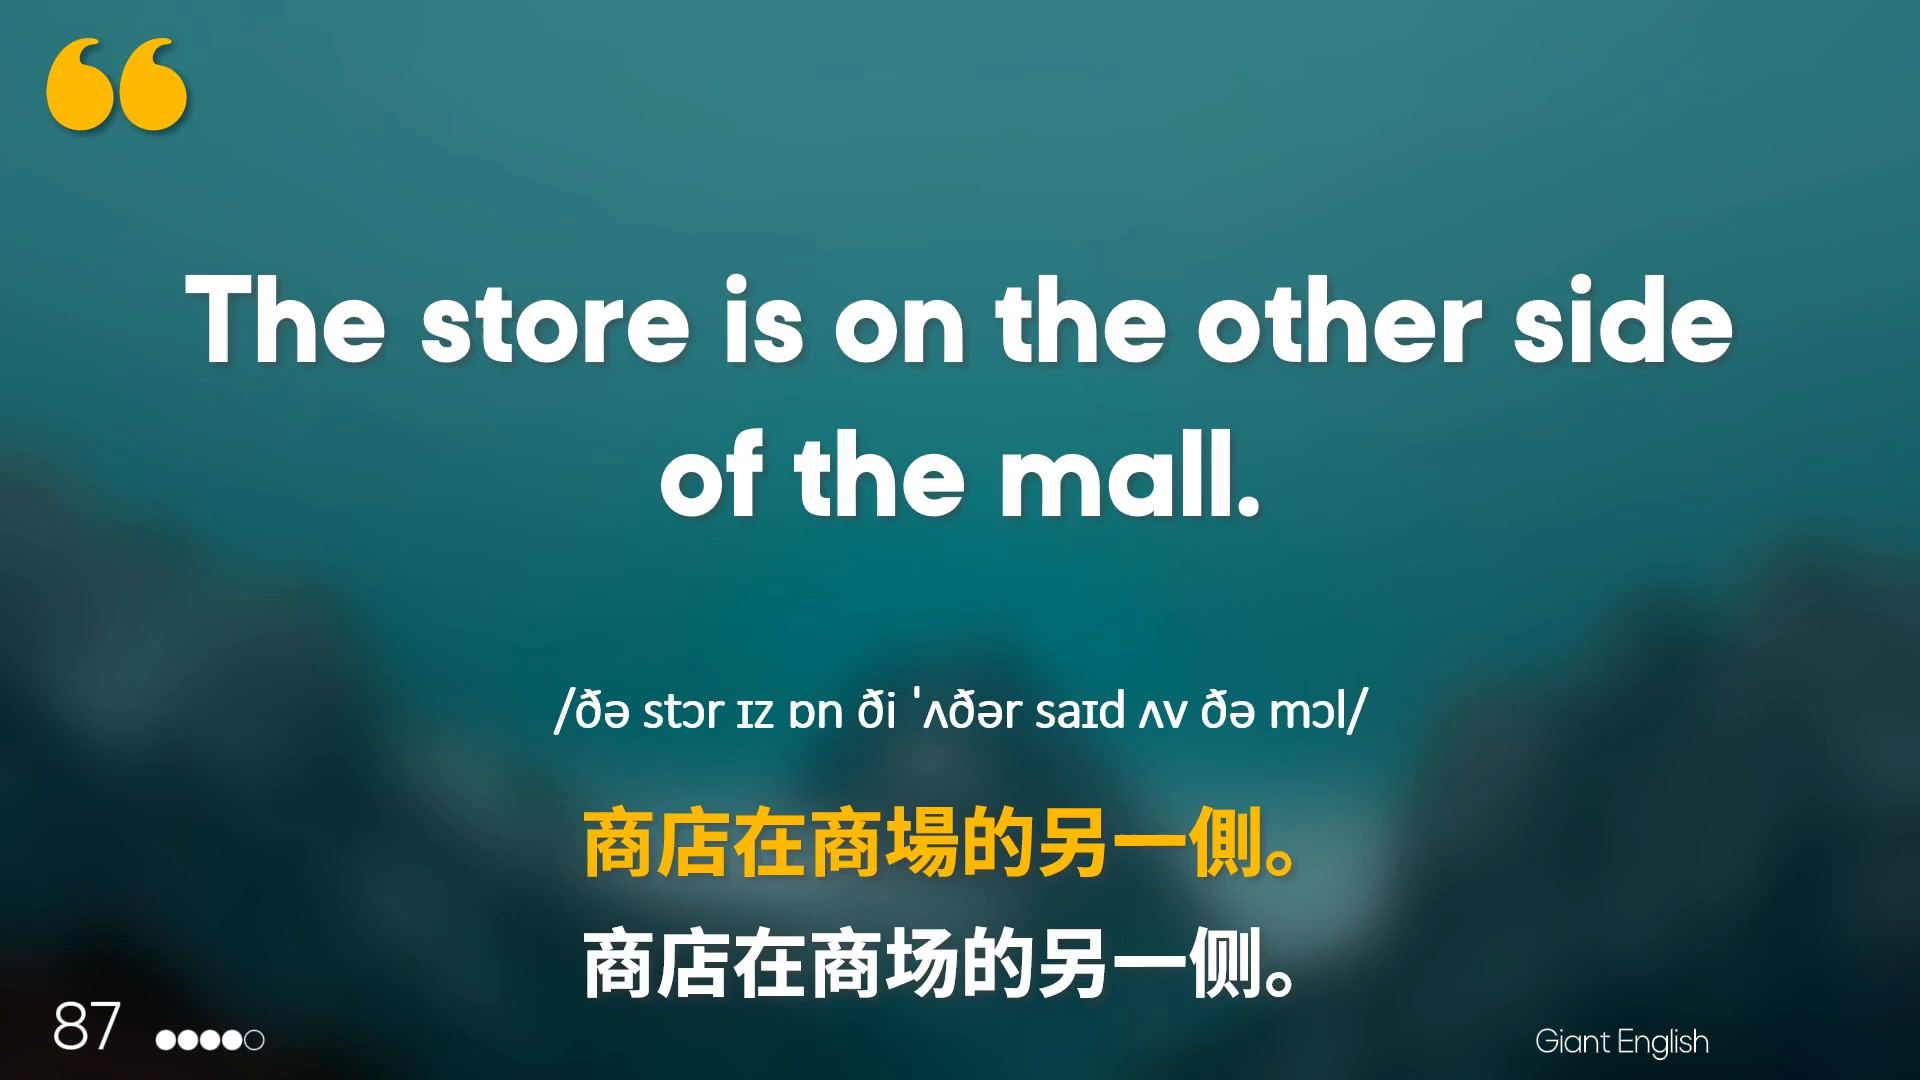 The store is on the other side
of the mall.
/ðə stɔr ɪz ɒn ði ˈʌðər saɪd ʌv ðə mɔl/
商店在商場的另一側。
商店在商场的另一侧。
87
Giant English